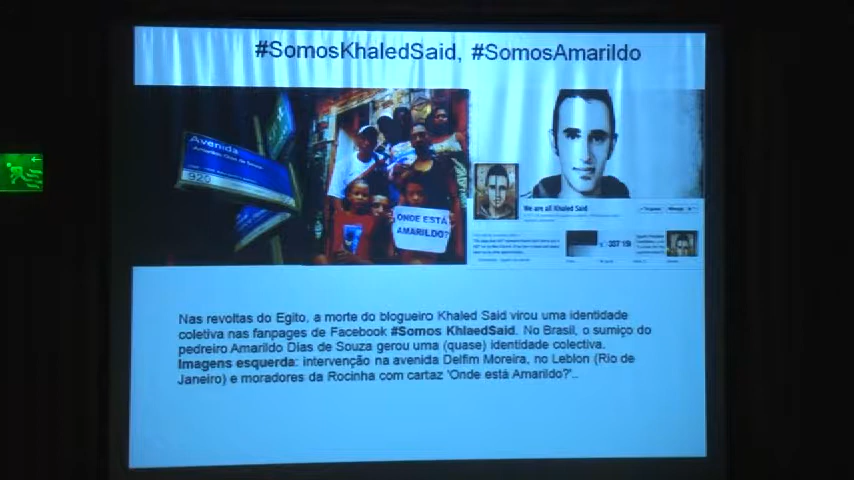 #SomosKhaledSaid, #SomosAmarildo
Avenida
920
ONDE ESTÁ
AMARILDO?
We are all Khaled Said
Nas revoltas do Egito, a morte do blogueiro Khaled Said virou uma identidade
coletiva nas fanpages de Facebook #Somos KhlaedSaid. No Brasil, o sumiço do
pedreiro Amarildo Dias de Souza gerou uma (quase) identidade coletiva.
Imagens esquerda: intervenção na avenida Delfim Moreira, no Leblon (Rio de
Janeiro) e moradores da Rocinha com cartaz 'Onde está Amarildo?'..